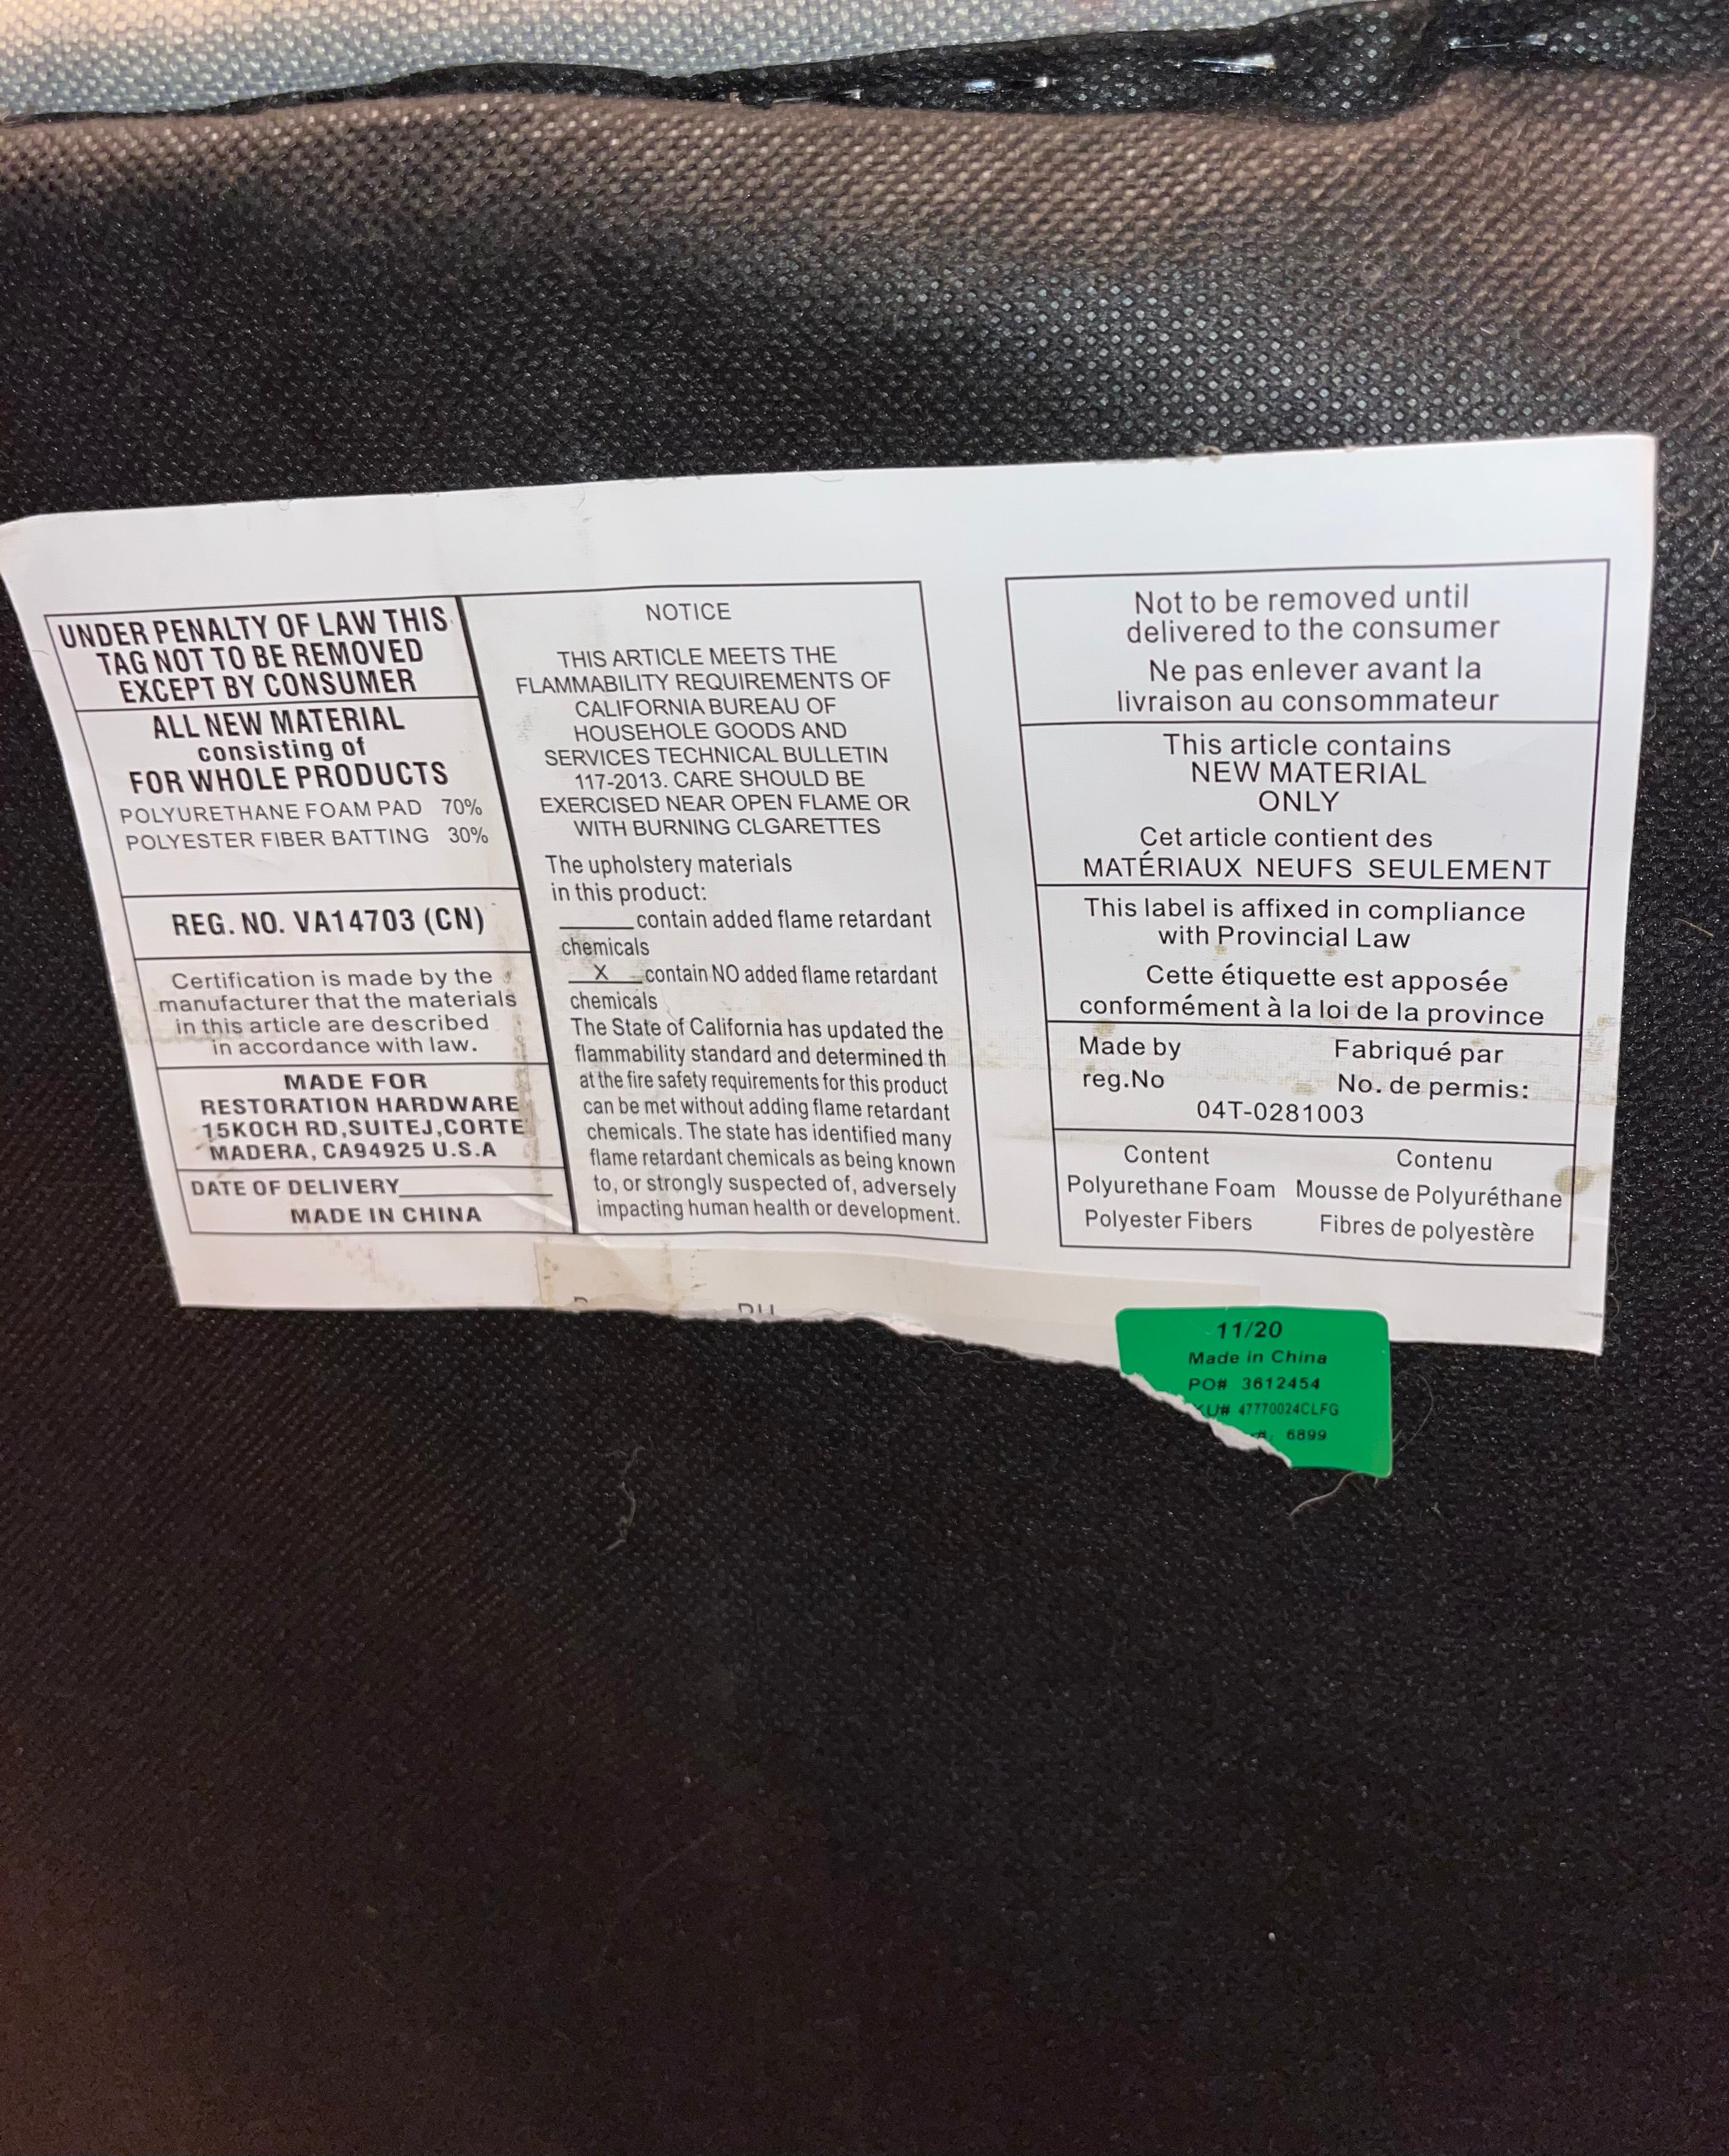 UNDER PENALTY OF LAW THIS
TAG NOT TO BE REMOVED
EXCEPT BY CONSUMER
ALL NEW MATERIAL
consisting of
FOR WHOLE PRODUCTS
POLYURETHANE FOAM PAD 70%
POLYESTER FIBER BATTING 30%
REG. NO. VA14703 (CN)
Certification is made by the
manufacturer that the materials
in this article are described
in accordance with law.
MADE FOR
RESTORATION HARDWARE
15KOCH RD,SUITEJ,CORTE
MADERA, CA94925 U.S.A
DATE OF DELIVERY
MADE IN CHINA
NOTICE
THIS ARTICLE MEETS THE
FLAMMABILITY REQUIREMENTS OF
CALIFORNIA BUREAU OF
HOUSEHOLE GOODS AND
SERVICES TECHNICAL BULLETIN
117-2013. CARE SHOULD BE
EXERCISED NEAR OPEN FLAME OR
WITH BURNING CLGARETTES
The upholstery materials
in this product:
______contain added flame retardant
chemicals
__X__contain NO added flame retardant
chemicals
The State of California has updated the
flammability standard and determined th
at the fire safety requirements for this product
can be met without adding flame retardant
chemicals. The state has identified many
flame retardant chemicals as being known
to, or strongly suspected of, adversely
impacting human health or development.
Not to be removed until
delivered to the consumer
Ne pas enlever avant la
livraison au consommateur
This article contains
NEW MATERIAL
ONLY
Cet article contient des
MATÉRIAUX NEUFS SEULEMENT
This label is affixed in compliance
with Provincial Law
Cette étiquette est apposée
conformément à la loi de la province
Made by Fabriqué par
reg.No No. de permis:
04T-0281003
Content Contenu
Polyurethane Foam Mousse de Polyuréthane
Polyester Fibers Fibres de polyestère
11/20
Made in China
PO# 3612454
KU# 47770024CLFG
6899